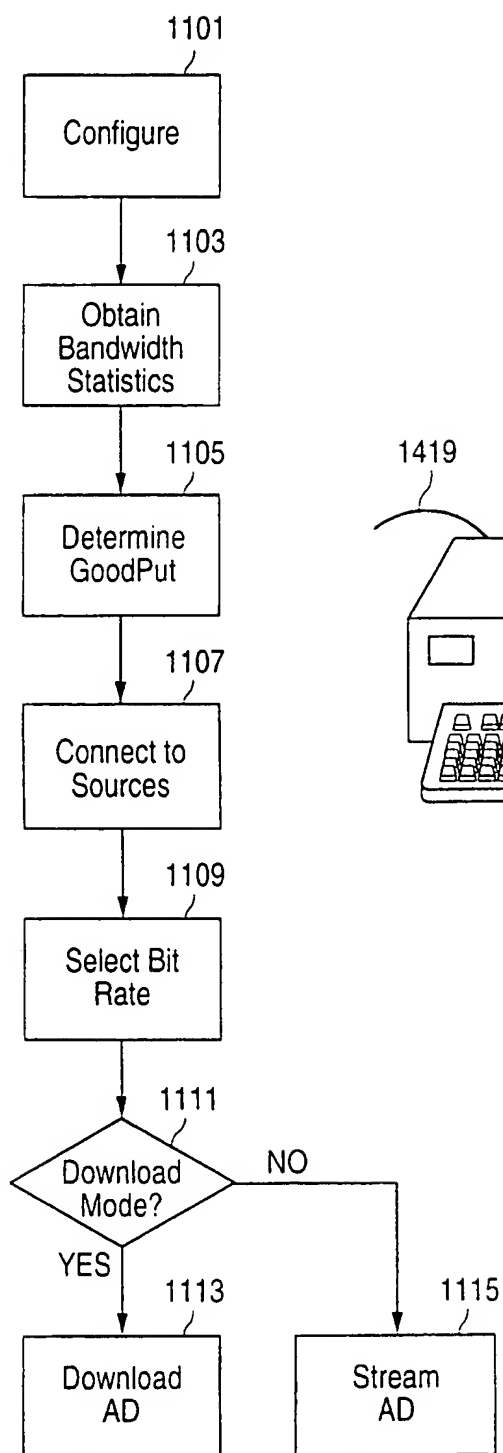 1101
Configure
1103
Obtain
Bandwidth
Statistics
1105
Determine
GoodPut
1419
1107
Connect to
Sources
1109
Select Bit
Rate
1111
Download
Mode?
NO
YES
1113
Download
AD
1115
Stream
AD